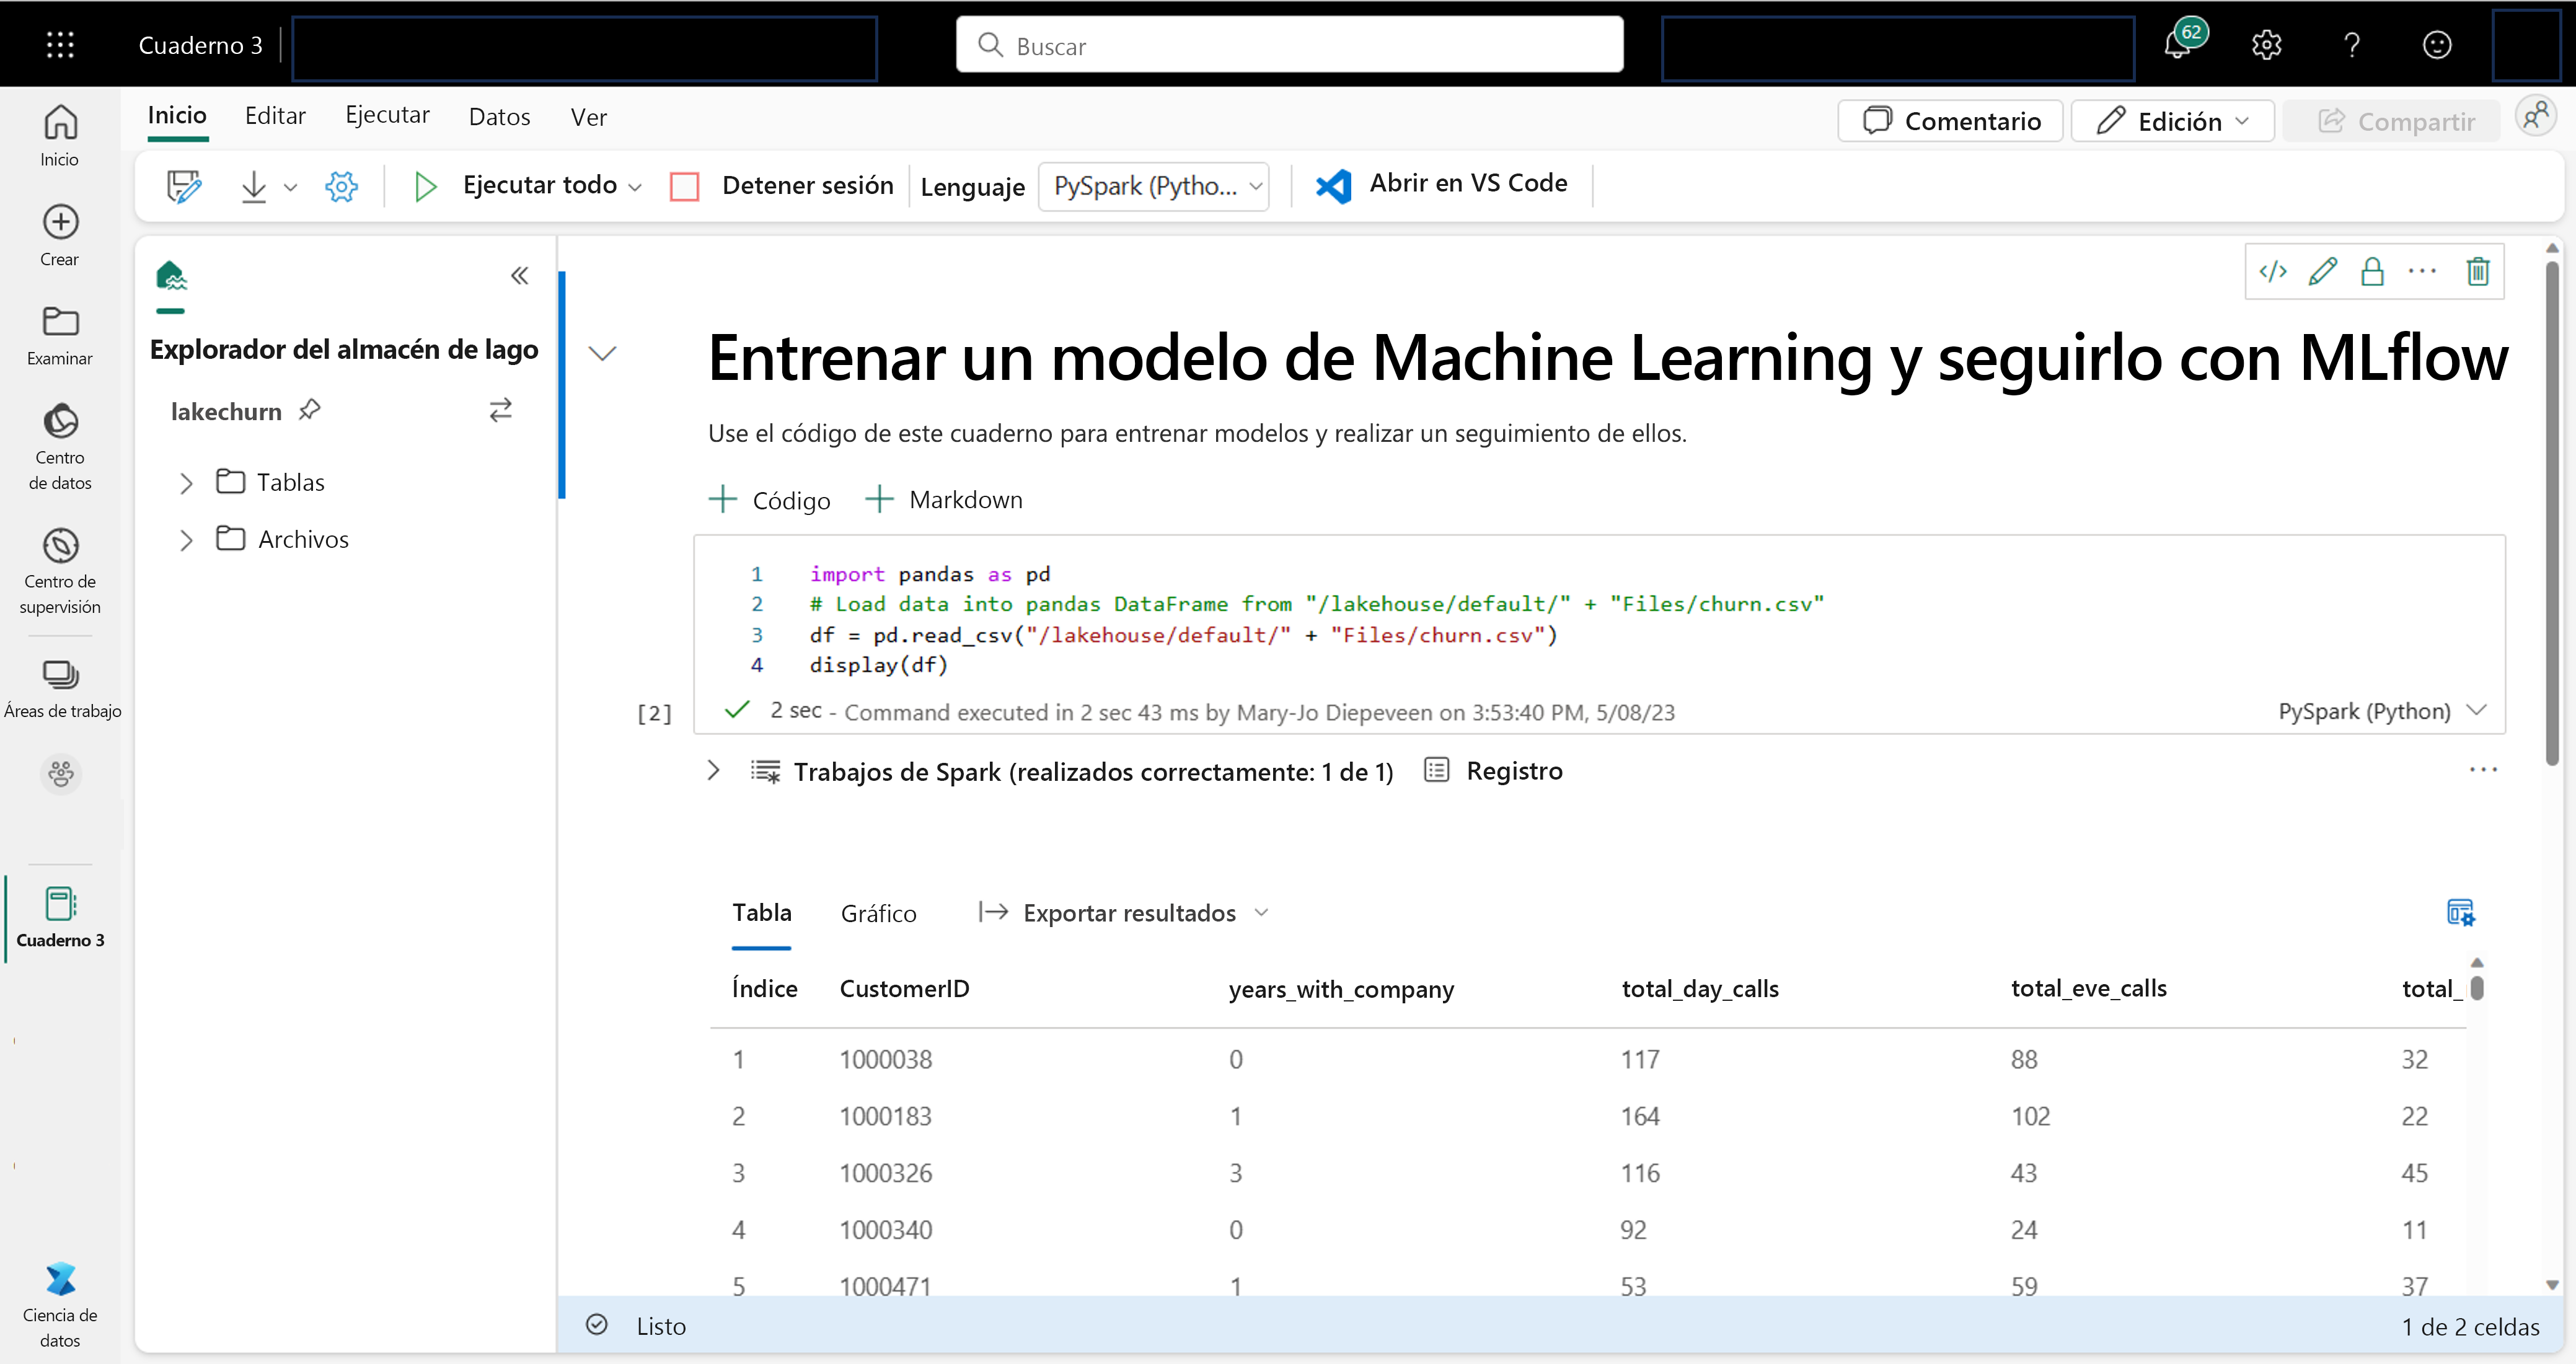 Cuaderno 3
Buscar
62
Inicio Editar Ejecutar Datos Ver
Comentario Edición Compartir
Ejecutar todo Detener sesión Lenguaje PySpark (Pytho... Abrir en VS Code
Inicio
Crear
Examinar
Centro
de datos
Centro de
supervisión
Áreas de trabajo
Cuaderno 3
Ciencia de
datos
Explorador del almacén de lago
lakechurn
Tablas
Archivos
Entrenar un modelo de Machine Learning y seguirlo con MLflow
Use el código de este cuaderno para entrenar modelos y realizar un seguimiento de ellos.
Código Markdown
1 import pandas as pd
2 # Load data into pandas DataFrame from "/lakehouse/default/" + "Files/churn.csv"
3 df = pd.read_csv("/lakehouse/default/" + "Files/churn.csv")
4 display(df)
[2] 2 sec - Command executed in 2 sec 43 ms by Mary-Jo Diepeveen on 3:53:40 PM, 5/08/23 PySpark (Python)
Trabajos de Spark (realizados correctamente: 1 de 1) Registro
Tabla Gráfico Exportar resultados
Índice CustomerID years_with_company total_day_calls total_eve_calls total_
1 1000038 0 117 88 32
2 1000183 1 164 102 22
3 1000326 3 116 43 45
4 1000340 0 92 24 11
5 1000471 1 53 59 37
Listo 1 de 2 celdas